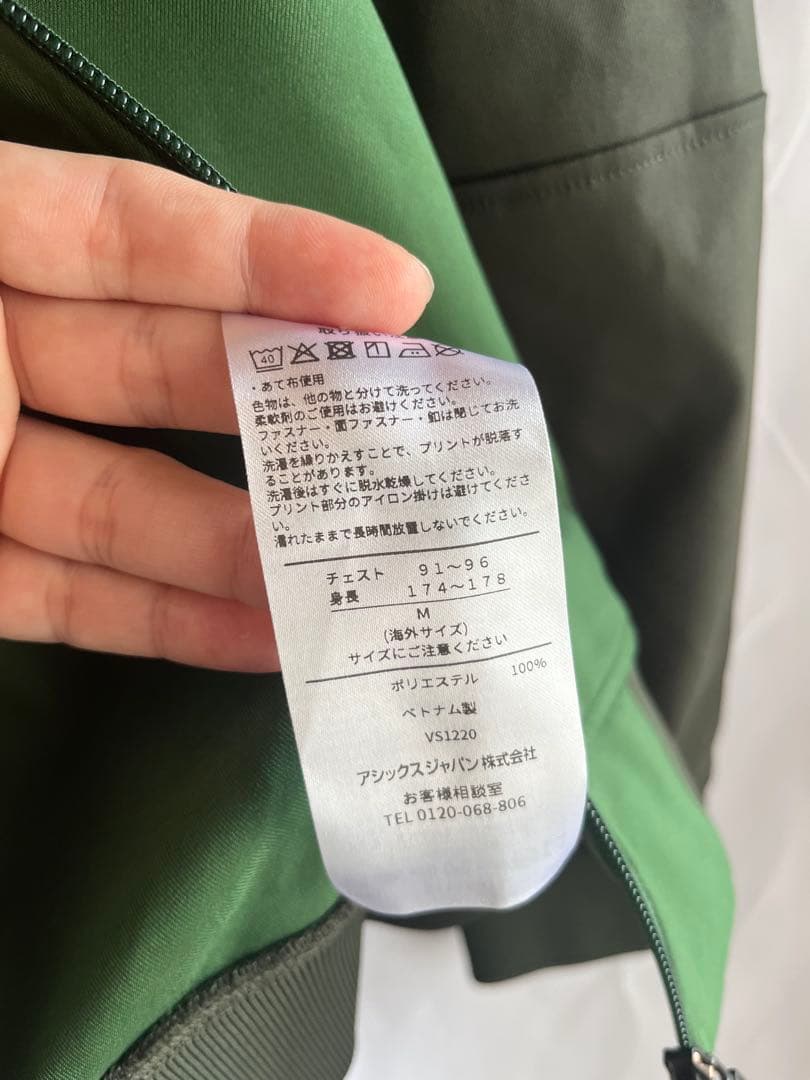 取り扱い
40
・あて布使用
色物は、他の物と分けて洗ってください。
柔軟剤のご使用はお避けください。
ファスナー・面ファスナー・釦は閉じてお洗
いください。
洗濯を繰りかえすことで、プリントが脱落す
ることがあります。
洗濯後はすぐに脱水乾燥してください。
プリント部分のアイロン掛けは避けてくださ
い。
濡れたままで長時間放置しないでください。
チェスト 91～96
身長 174～178
M
(海外サイズ)
サイズにご注意ください
ポリエステル 100%
ベトナム製
VS1220
アシックスジャパン株式会社
お客様相談室
TEL 0120-068-806